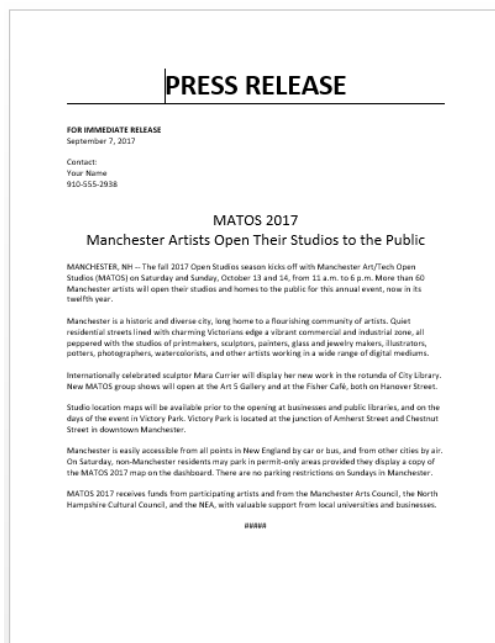 PRESS RELEASE
FOR IMMEDIATE RELEASE
September 7, 2017
Contact:
Your Name
910-555-2938
MATOS 2017
Manchester Artists Open Their Studios to the Public
MANCHESTER, NH -- The fall 2017 Open Studios season kicks off with Manchester Art/Tech Open
Studios (MATOS) on Saturday and Sunday, October 13 and 14, from 11 a.m. to 6 p.m. More than 60
Manchester artists will open their studios and homes to the public for this annual event, now in its
twelfth year.
Manchester is a historic and diverse city, long home to a flourishing community of artists. Quiet
residential streets lined with charming Victorians edge a vibrant commercial and industrial zone, all
peppered with the studios of printmakers, sculptors, painters, glass and jewelry makers, illustrators,
potters, photographers, watercolorists, and other artists working in a wide range of digital mediums.
Internationally celebrated sculptor Mara Currier will display her new work in the rotunda of City Library.
New MATOS group shows will open at the Art 5 Gallery and at the Fisher Café, both on Hanover Street.
Studio location maps will be available prior to the opening at businesses and public libraries, and on the
days of the event in Victory Park. Victory Park is located at the junction of Amherst Street and Chestnut
Street in downtown Manchester.
Manchester is easily accessible from all points in New England by car or bus, and from other cities by air.
On Saturday, non-Manchester residents may park in permit-only areas provided they display a copy of
the MATOS 2017 map on the dashboard. There are no parking restrictions on Sundays in Manchester.
MATOS 2017 receives funds from participating artists and from the Manchester Arts Council, the North
Hampshire Cultural Council, and the NEA, with valuable support from local universities and businesses.
#####